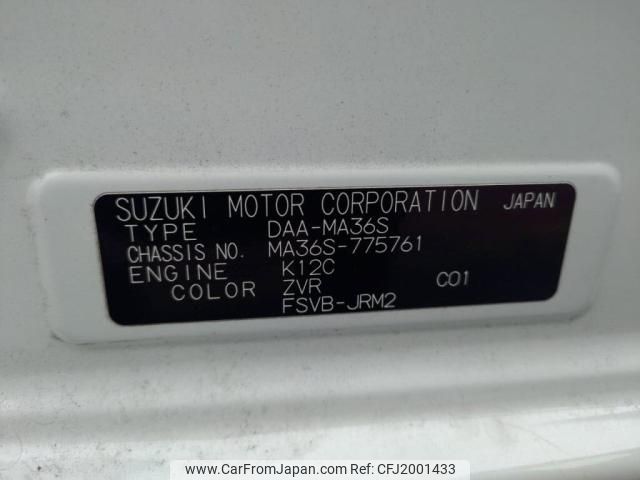 SUZUKI MOTOR CORPORATION JAPAN
TYPE DAA-MA36S
CHASSIS NO. MA36S-775761
ENGINE K12C
COLOR ZVR C01
FSVB-JRM2
www.CarFromJapan.com Ref No: CFJ2001433